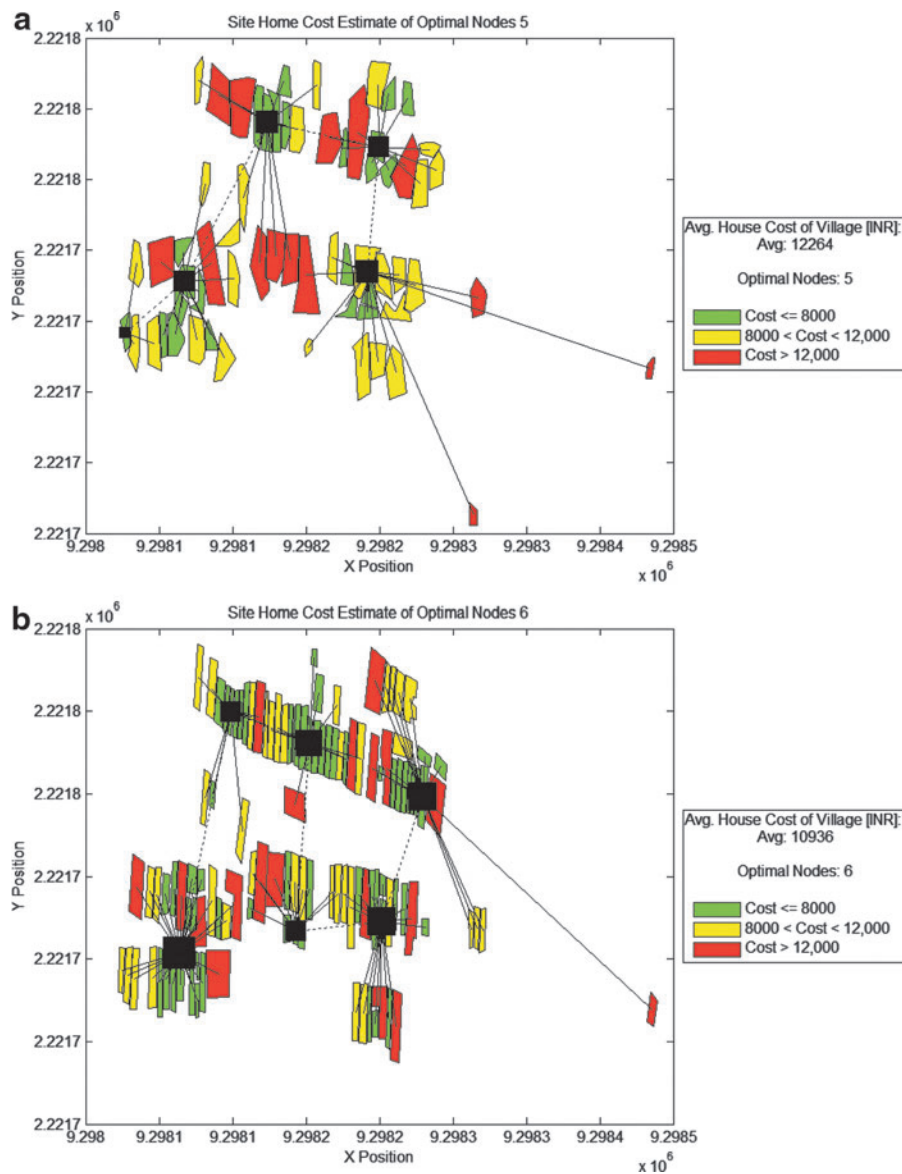 a
Site Home Cost Estimate of Optimal Nodes 5
x 10^6
2.2218
2.2218
2.2218
2.2217
2.2217
2.2217
2.2217
2.2217
Y Position
9.298 9.2981 9.2981 9.2982 9.2982 9.2983 9.2983 9.2984 9.2985
X Position
x 10^6
Avg. House Cost of Village [INR]:
Avg: 12264
Optimal Nodes: 5
Cost <= 8000
8000 < Cost < 12,000
Cost > 12,000
b
Site Home Cost Estimate of Optimal Nodes 6
x 10^6
2.2218
2.2218
2.2218
2.2217
2.2217
2.2217
2.2217
Y Position
9.298 9.2981 9.2981 9.2982 9.2982 9.2983 9.2983 9.2984 9.2985
X Position
x 10^6
Avg. House Cost of Village [INR]:
Avg: 10936
Optimal Nodes: 6
Cost <= 8000
8000 < Cost < 12,000
Cost > 12,000